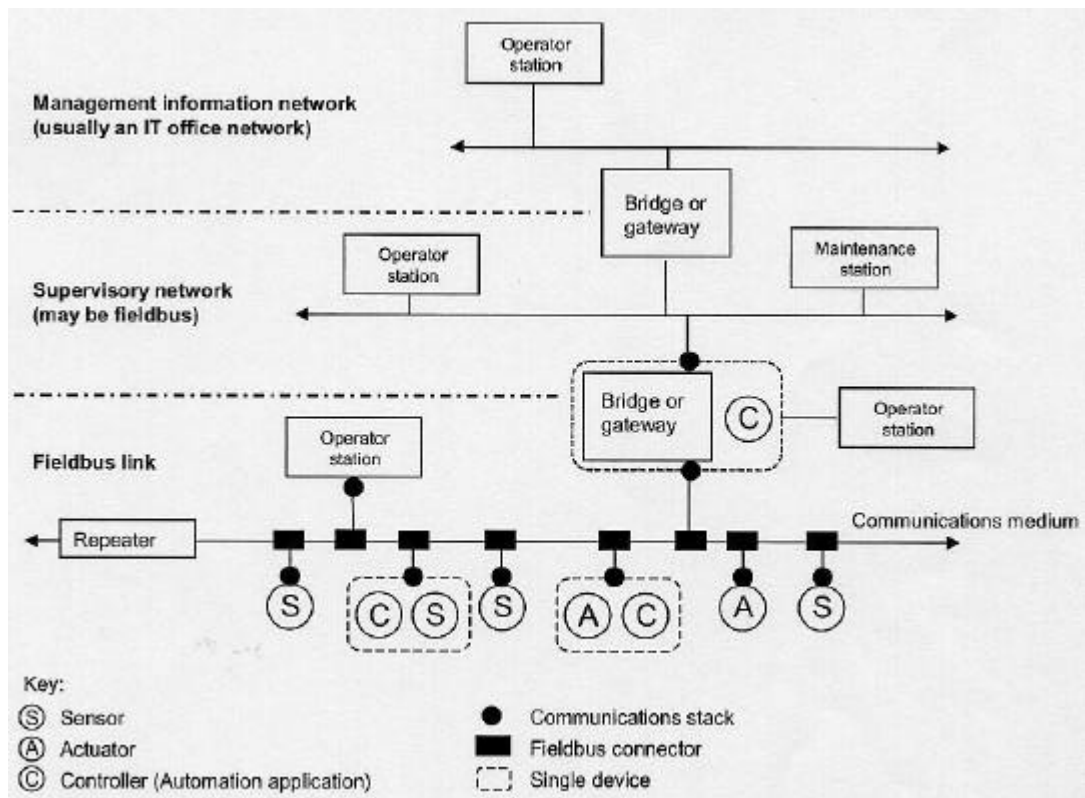 Operator
station
Management information network
(usually an IT office network)
Bridge or
gateway
Operator
station
Maintenance
station
Supervisory network
(may be fieldbus)
Bridge or
gateway
C
Operator
station
Operator
station
Fieldbus link
Communications medium
Repeater
S
C S
S
A C
A
S
Key:
S Sensor
Communications stack
A Actuator
Fieldbus connector
C Controller (Automation application)
Single device